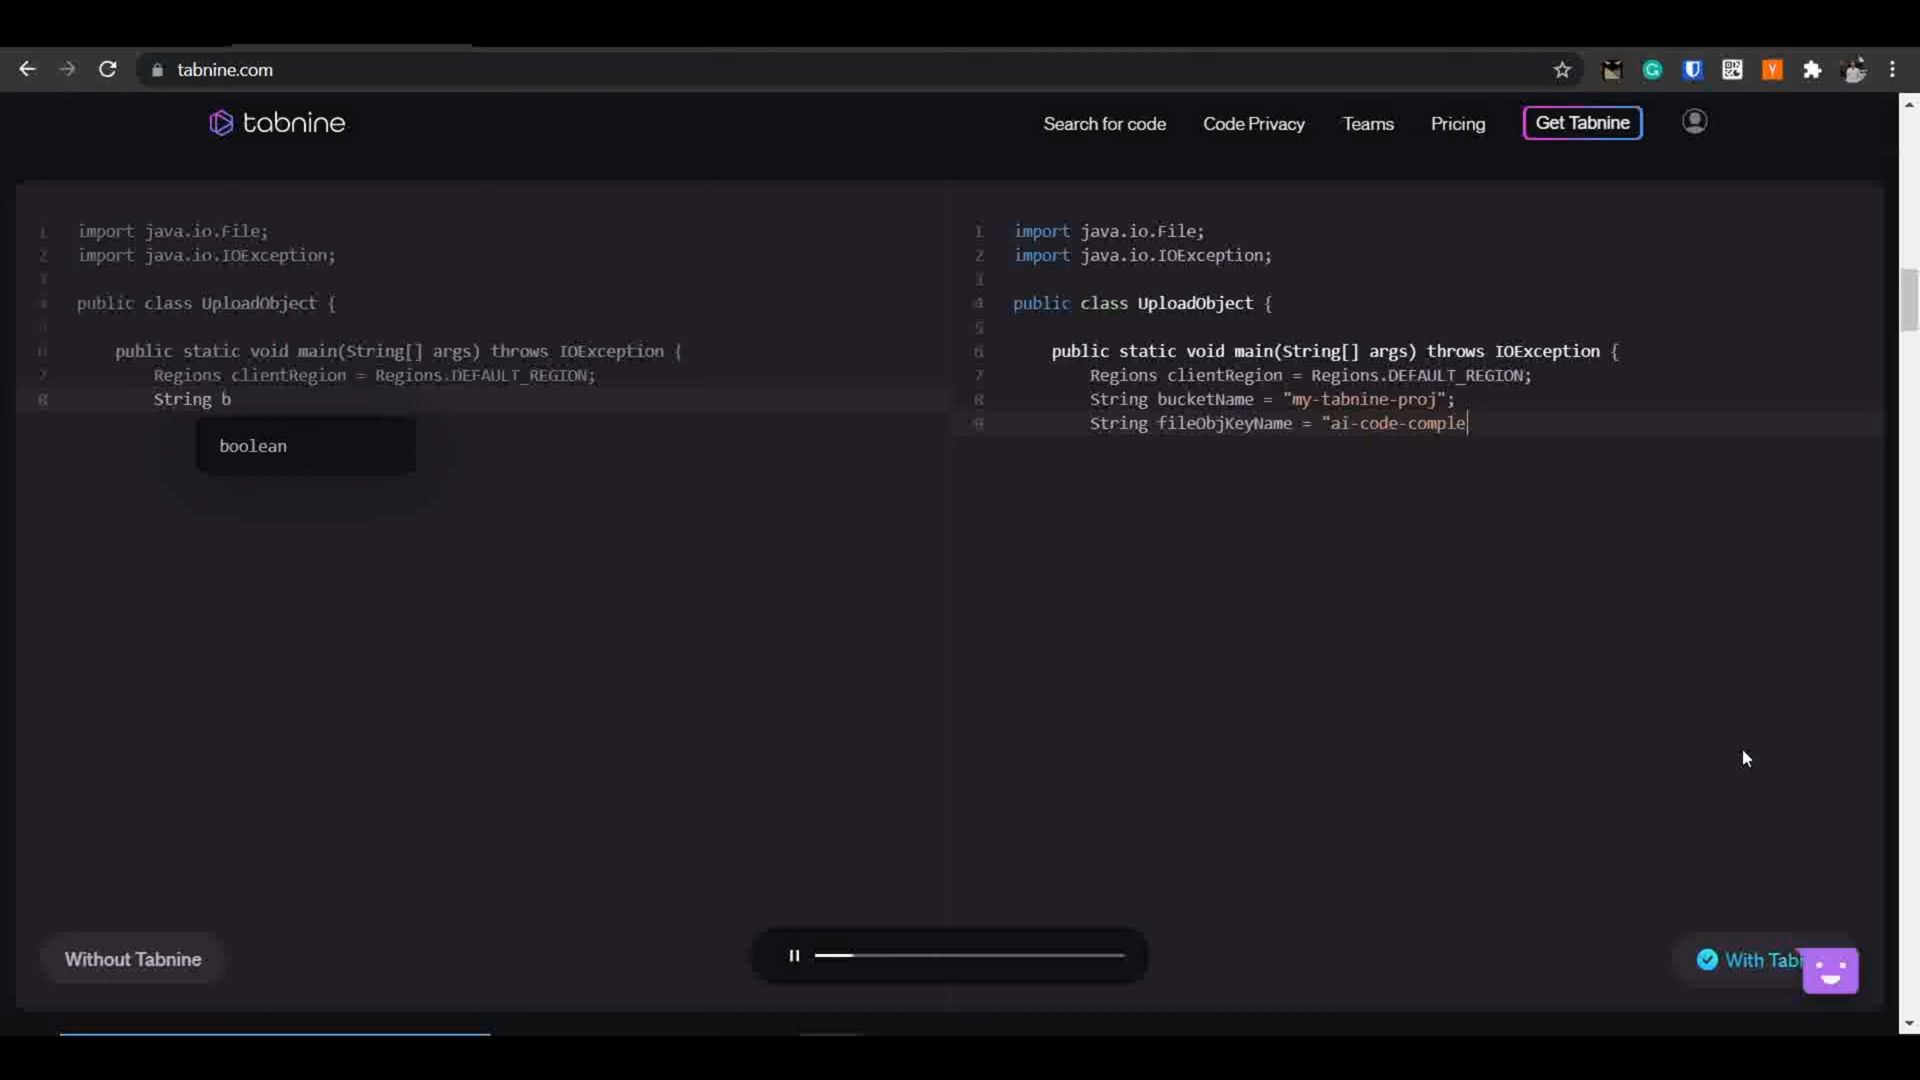 tabnine.com
tabnine
Search for code
Code Privacy
Teams
Pricing
Get Tabnine
1 import java.io.File;
2 import java.io.IOException;
3
4 public class UploadObject {
5
6 public static void main(String[] args) throws IOException {
7 Regions clientRegion = Regions.DEFAULT_REGION;
8 String b
boolean
Without Tabnine
1 import java.io.File;
2 import java.io.IOException;
3
4 public class UploadObject {
5
6 public static void main(String[] args) throws IOException {
7 Regions clientRegion = Regions.DEFAULT_REGION;
8 String bucketName = "my-tabnine-proj";
9 String fileObjKeyName = "ai-code-comple
With Tab